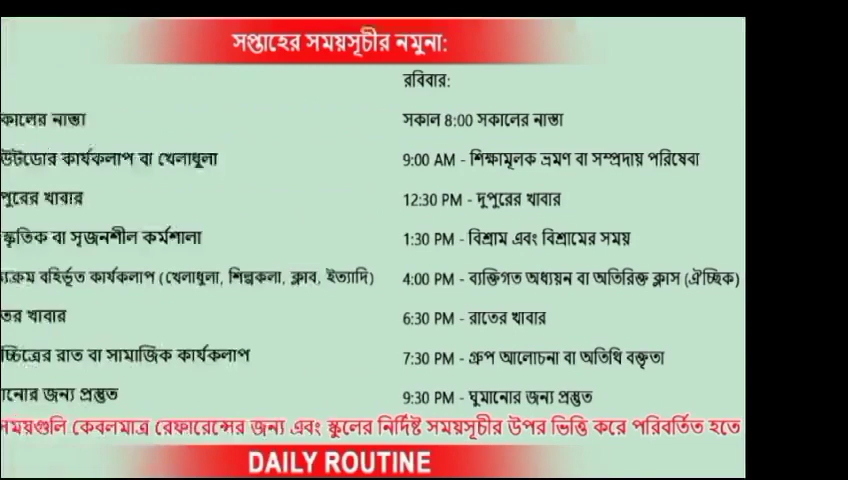 সপ্তাহের সময়সূচীর নমুনা:
রবিবার:
কালের নাস্তা
সকাল 8:00 সকালের নাস্তা
উটডোর কার্যকলাপ বা খেলাধুলা
9:00 AM - শিক্ষামূলক ভ্রমণ বা সম্প্রদায় পরিষেবা
পুরের খাবার
12:30 PM - দুপুরের খাবার
স্কৃতিক বা সৃজনশীল কর্মশালা
1:30 PM - বিশ্রাম এবং বিশ্রামের সময়
ক্রম বহির্ভূত কার্যকলাপ (খেলাধুলা, শিল্পকলা, ক্লাব, ইত্যাদি)
4:00 PM - ব্যক্তিগত অধ্যয়ন বা অতিরিক্ত ক্লাস (ঐচ্ছিক)
তের খাবার
6:30 PM - রাতের খাবার
চ্চিত্রের রাত বা সামাজিক কার্যকলাপ
7:30 PM - গ্রুপ আলোচনা বা অতিথি বক্তৃতা
ানোর জন্য প্রস্তুত
9:30 PM - ঘুমানোর জন্য প্রস্তুত
সময়গুলি কেবলমাত্র রেফারেন্সের জন্য এবং স্কুলের নির্দিষ্ট সময়সূচীর উপর ভিত্তি করে পরিবর্তিত হতে
DAILY ROUTINE